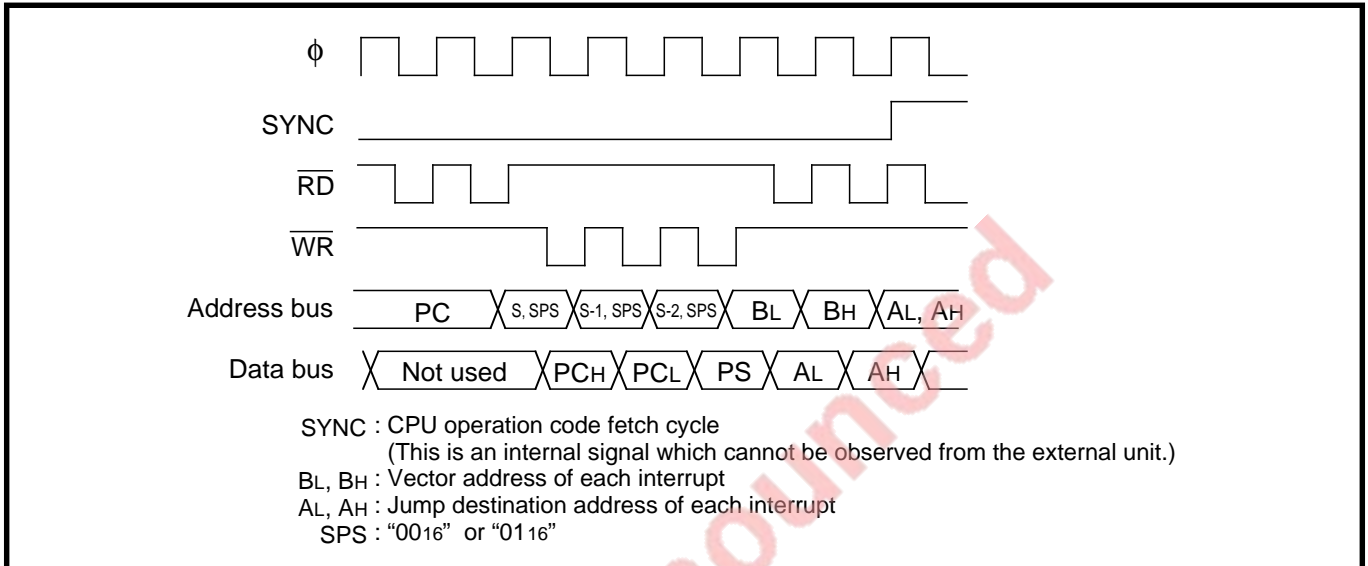 ϕ
SYNC
RD
WR
Address bus PC S, SPS S-1, SPS S-2, SPS BL BH AL, AH
Data bus Not used PCH PCL PS AL AH
SYNC : CPU operation code fetch cycle
(This is an internal signal which cannot be observed from the external unit.)
BL, BH : Vector address of each interrupt
AL, AH : Jump destination address of each interrupt
SPS : “0016” or “0116”
ounced